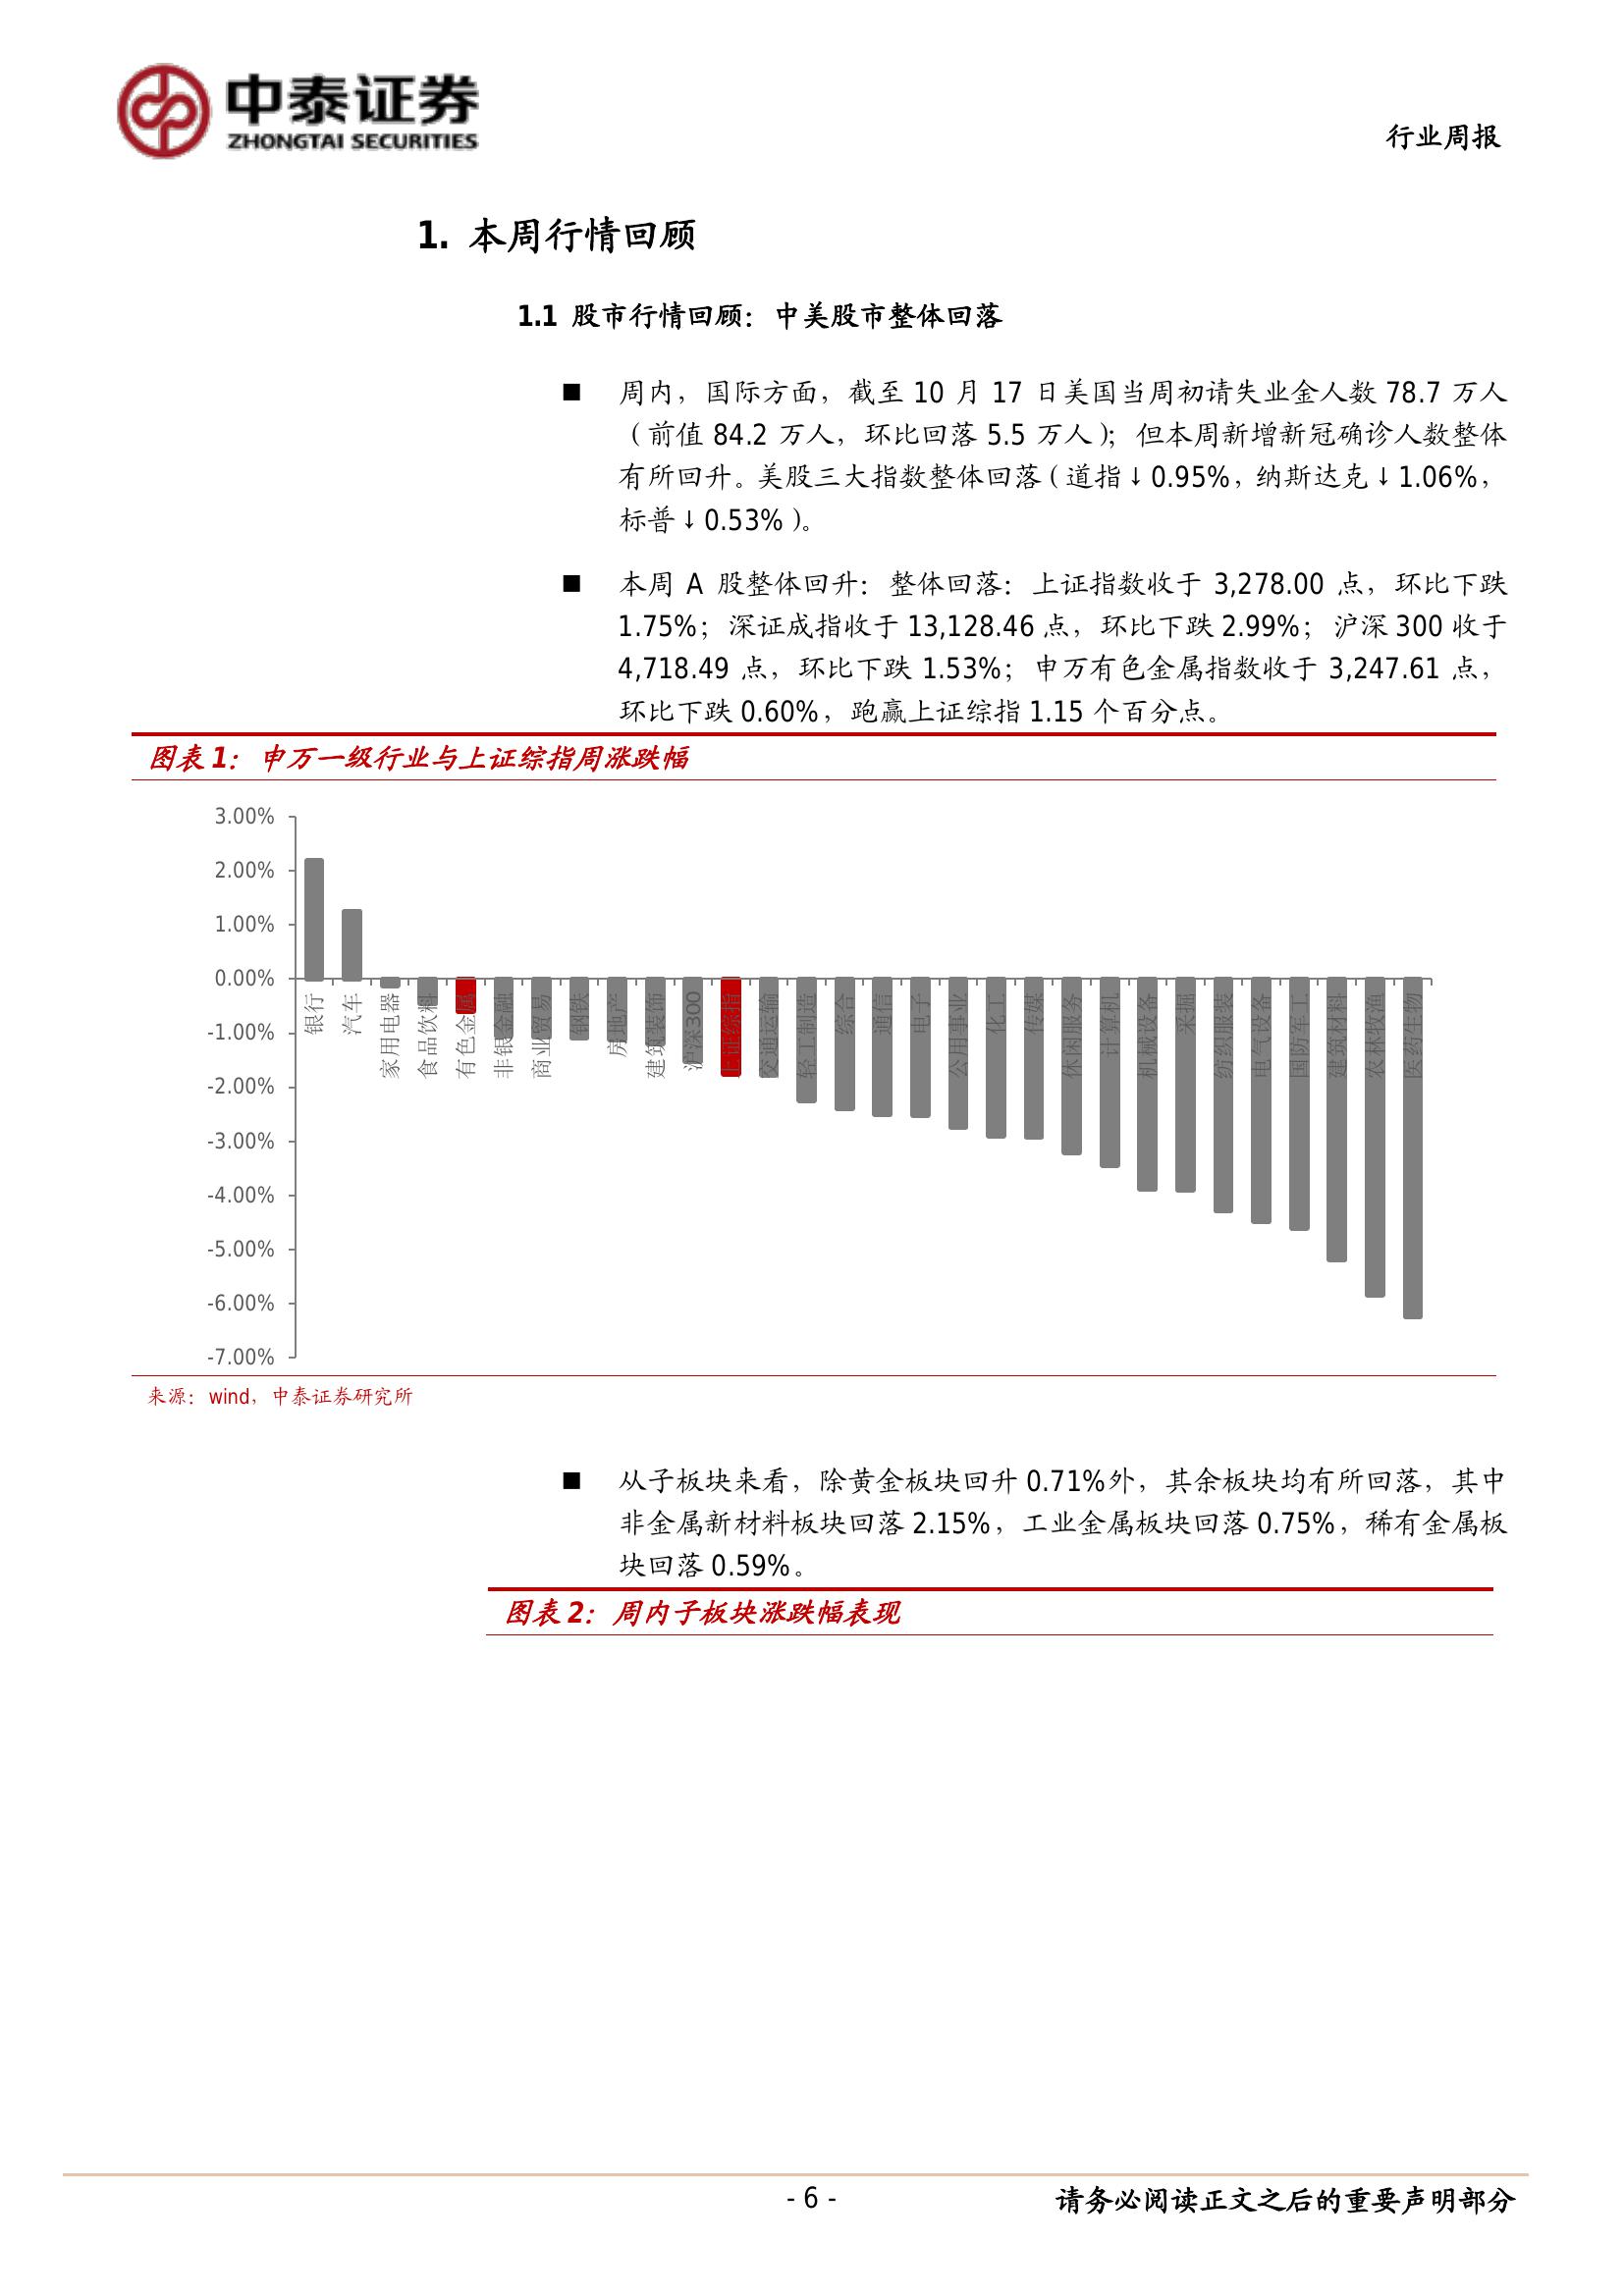 中泰证券
ZHONGTAI SECURITIES
行业周报
1. 本周行情回顾
1.1 股市行情回顾：中美股市整体回落
■ 周内，国际方面，截至 10 月 17 日美国当周初请失业金人数 78.7 万人
（前值 84.2 万人，环比回落 5.5 万人）；但本周新增新冠确诊人数整体
有所回升。美股三大指数整体回落（道指↓0.95%，纳斯达克↓1.06%，
标普↓0.53%）。
■ 本周 A 股整体回升：整体回落：上证指数收于 3,278.00 点，环比下跌
1.75%；深证成指收于 13,128.46 点，环比下跌 2.99%；沪深 300 收于
4,718.49 点，环比下跌 1.53%；申万有色金属指数收于 3,247.61 点，
环比下跌 0.60%，跑赢上证综指 1.15 个百分点。
图表 1：申万一级行业与上证综指周涨跌幅
3.00%
2.00%
1.00%
0.00%
-1.00%
-2.00%
-3.00%
-4.00%
-5.00%
-6.00%
-7.00%
银行
汽车
家用电器
食品饮料
有色金属
非银金融
商业贸易
钢铁
房地产
建筑装饰
沪深300
上证综指
交通运输
轻工制造
综合
通信
电子
公用事业
化工
传媒
休闲服务
计算机
机械设备
采掘
纺织服装
电气设备
国防军工
建筑材料
农林牧渔
医药生物
来源：wind，中泰证券研究所
■ 从子板块来看，除黄金板块回升 0.71%外，其余板块均有所回落，其中
非金属新材料板块回落 2.15%，工业金属板块回落 0.75%，稀有金属板
块回落 0.59%。
图表 2：周内子板块涨跌幅表现
- 6 -
请务必阅读正文之后的重要声明部分